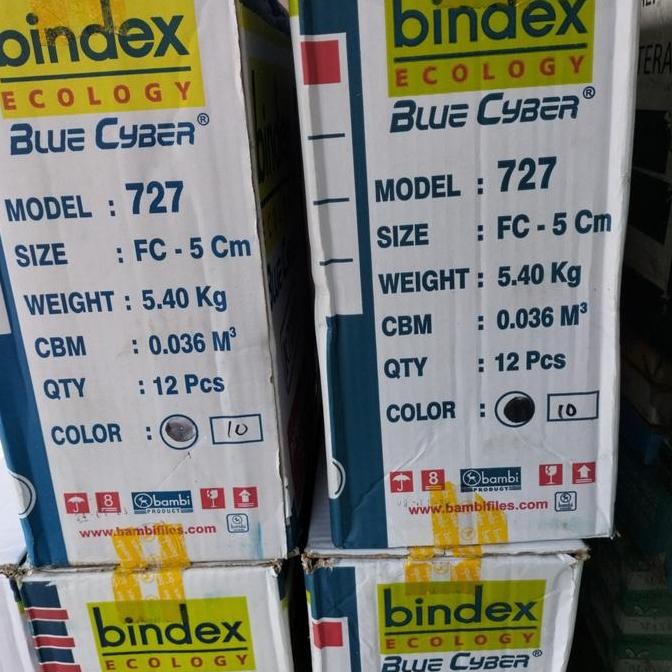 bindex
ECOLOGY
BLUE CYBER®
MODEL : 727
SIZE : FC - 5 Cm
WEIGHT : 5.40 Kg
CBM : 0.036 M³
QTY : 12 Pcs
COLOR : 10
8 bambi
PRODUCT
www.bambifiles.com
bindex
ECOLOGY
BLUE CYBER®
MODEL : 727
SIZE : FC - 5 Cm
WEIGHT : 5.40 Kg
CBM : 0.036 M³
QTY : 12 Pcs
COLOR : 10
8 bambi
PRODUCT
www.bambifiles.com
bindex
ECOLOGY
bindex
ECOLOGY
BLUE CYBER®